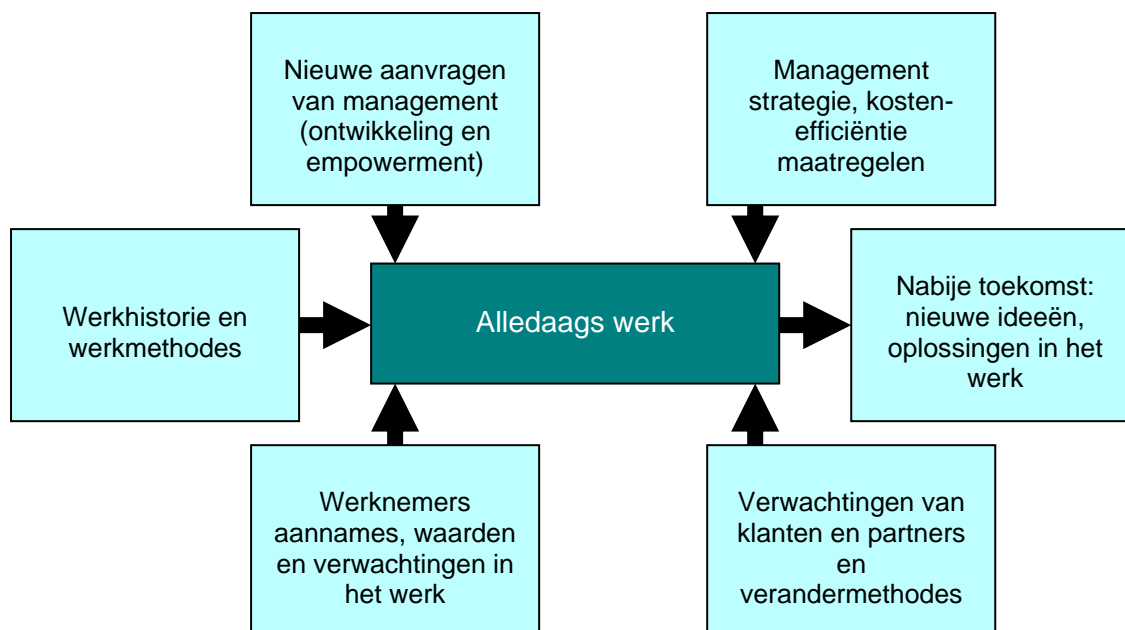 Nieuwe aanvragen
van management
(ontwikkeling en
empowerment)
Management
strategie, kosten-
efficiëntie
maatregelen
Werkhistorie en
werkmethodes
Alledaags werk
Nabije toekomst:
nieuwe ideeën,
oplossingen in het
werk
Werknemers
aannames, waarden
en verwachtingen in
het werk
Verwachtingen van
klanten en partners
en
verandermethodes